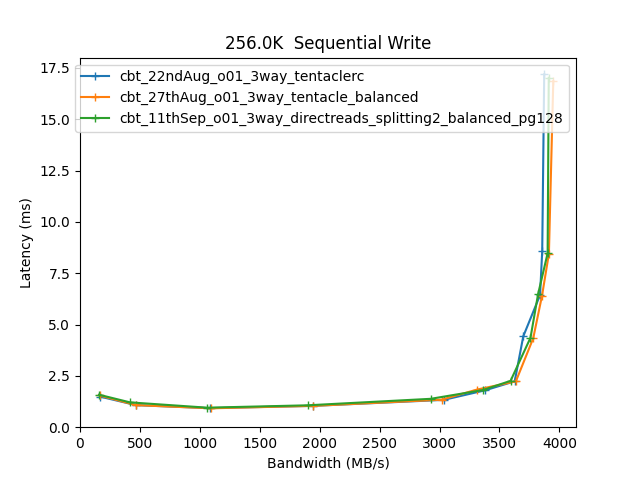 256.0K Sequential Write
cbt_22ndAug_o01_3way_tentaclerc
cbt_27thAug_o01_3way_tentacle_balanced
cbt_11thSep_o01_3way_directreads_splitting2_balanced_pg128
Latency (ms)
17.5
15.0
12.5
10.0
7.5
5.0
2.5
0.0
0 500 1000 1500 2000 2500 3000 3500 4000
Bandwidth (MB/s)